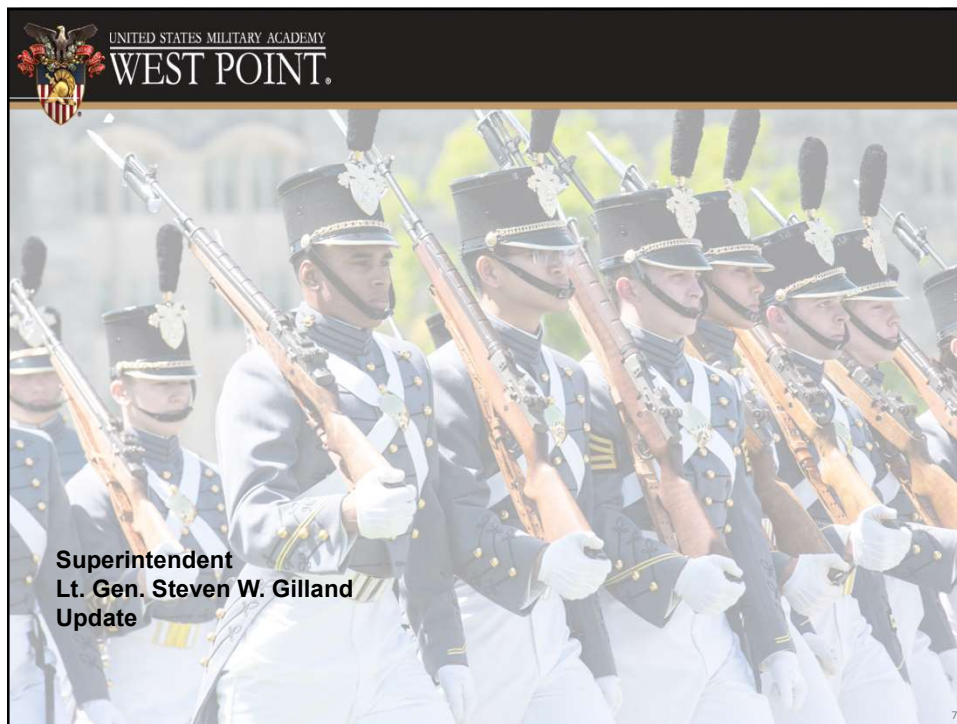 UNITED STATES MILITARY ACADEMY
WEST POINT®
Superintendent
Lt. Gen. Steven W. Gilland
Update
7